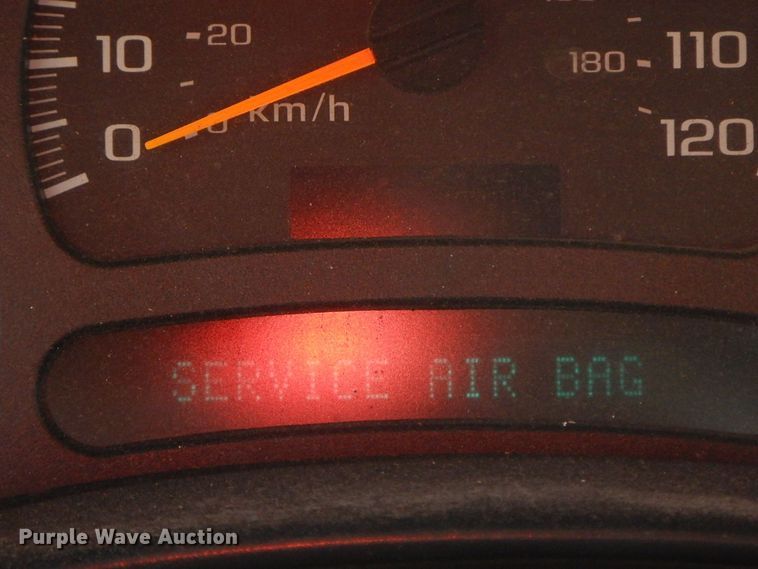 10 20
180 110
0 km/h
120
SERVICE AIR BAG
Purple Wave Auction